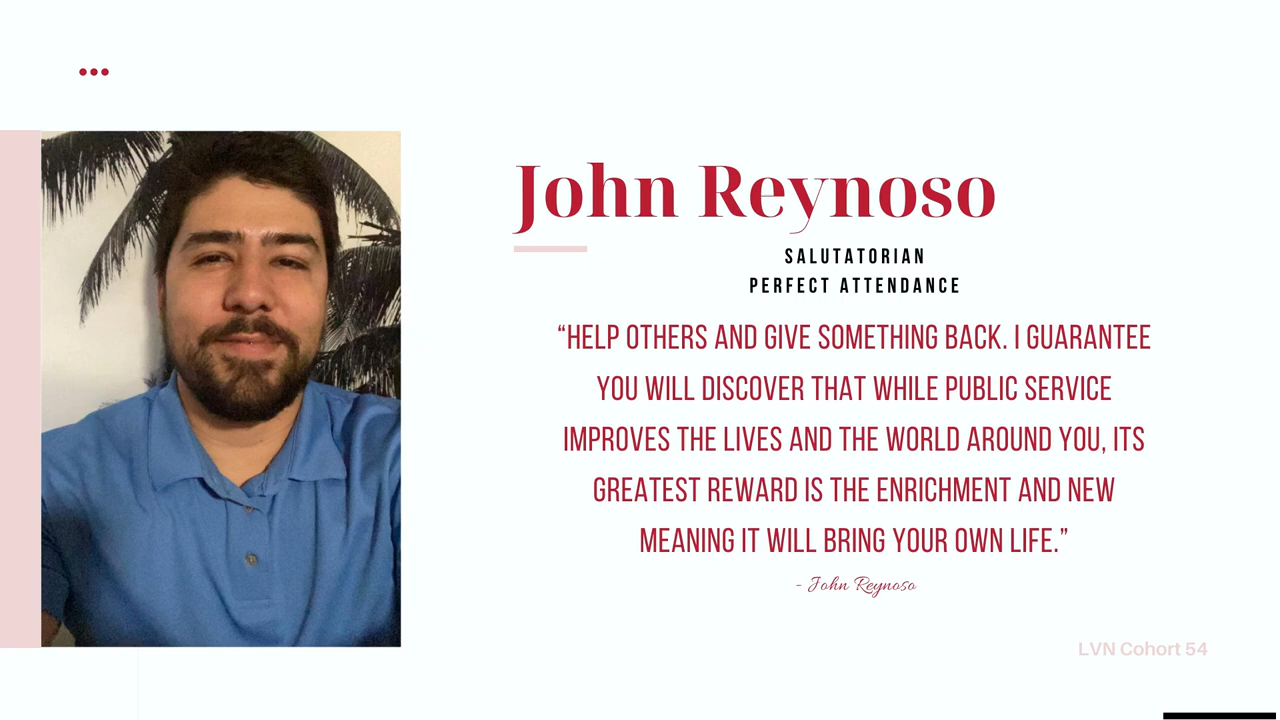 John Reynoso
SALUTATORIAN
PERFECT ATTENDANCE
“HELP OTHERS AND GIVE SOMETHING BACK. I GUARANTEE
YOU WILL DISCOVER THAT WHILE PUBLIC SERVICE
IMPROVES THE LIVES AND THE WORLD AROUND YOU, ITS
GREATEST REWARD IS THE ENRICHMENT AND NEW
MEANING IT WILL BRING YOUR OWN LIFE.”
- John Reynoso
LVN Cohort 54